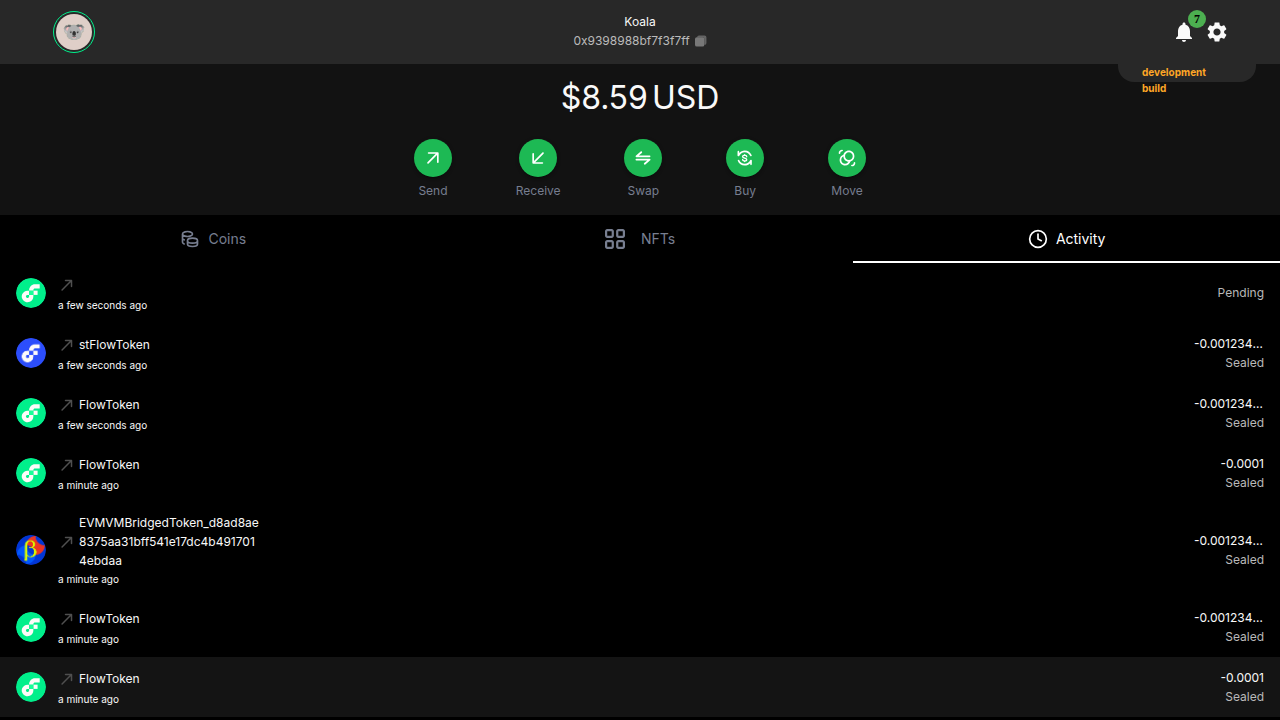 Koala
0x9398988bf7f3f7ff
7
development
build
$8.59 USD
Send
Receive
Swap
Buy
Move
Coins
NFTs
Activity
a few seconds ago
Pending
stFlowToken
a few seconds ago
-0.001234...
Sealed
FlowToken
a few seconds ago
-0.001234...
Sealed
FlowToken
a minute ago
-0.0001
Sealed
EVMVMBridgedToken_d8ad8ae
8375aa31bff541e17dc4b491701
4ebdaa
a minute ago
-0.001234...
Sealed
FlowToken
a minute ago
-0.001234...
Sealed
FlowToken
a minute ago
-0.0001
Sealed